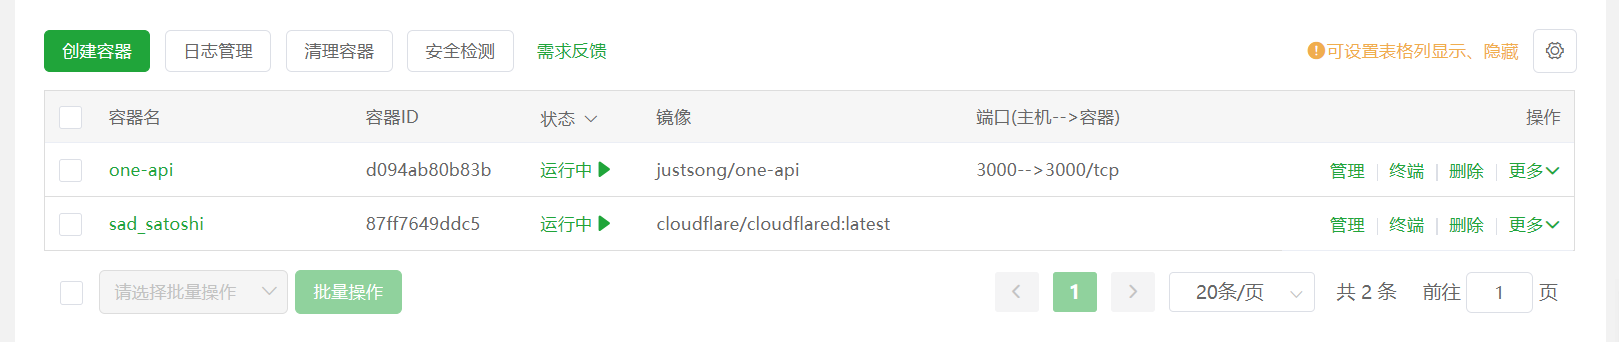 创建容器 日志管理 清理容器 安全检测 需求反馈 可设置表格列显示、隐藏
容器名 容器ID 状态 镜像 端口(主机-->容器) 操作
one-api d094ab80b83b 运行中 justsong/one-api 3000-->3000/tcp 管理 终端 删除 更多
sad_satoshi 87ff7649ddc5 运行中 cloudflare/cloudflared:latest 管理 终端 删除 更多
请选择批量操作 批量操作 1 20条/页 共 2 条 前往 1 页